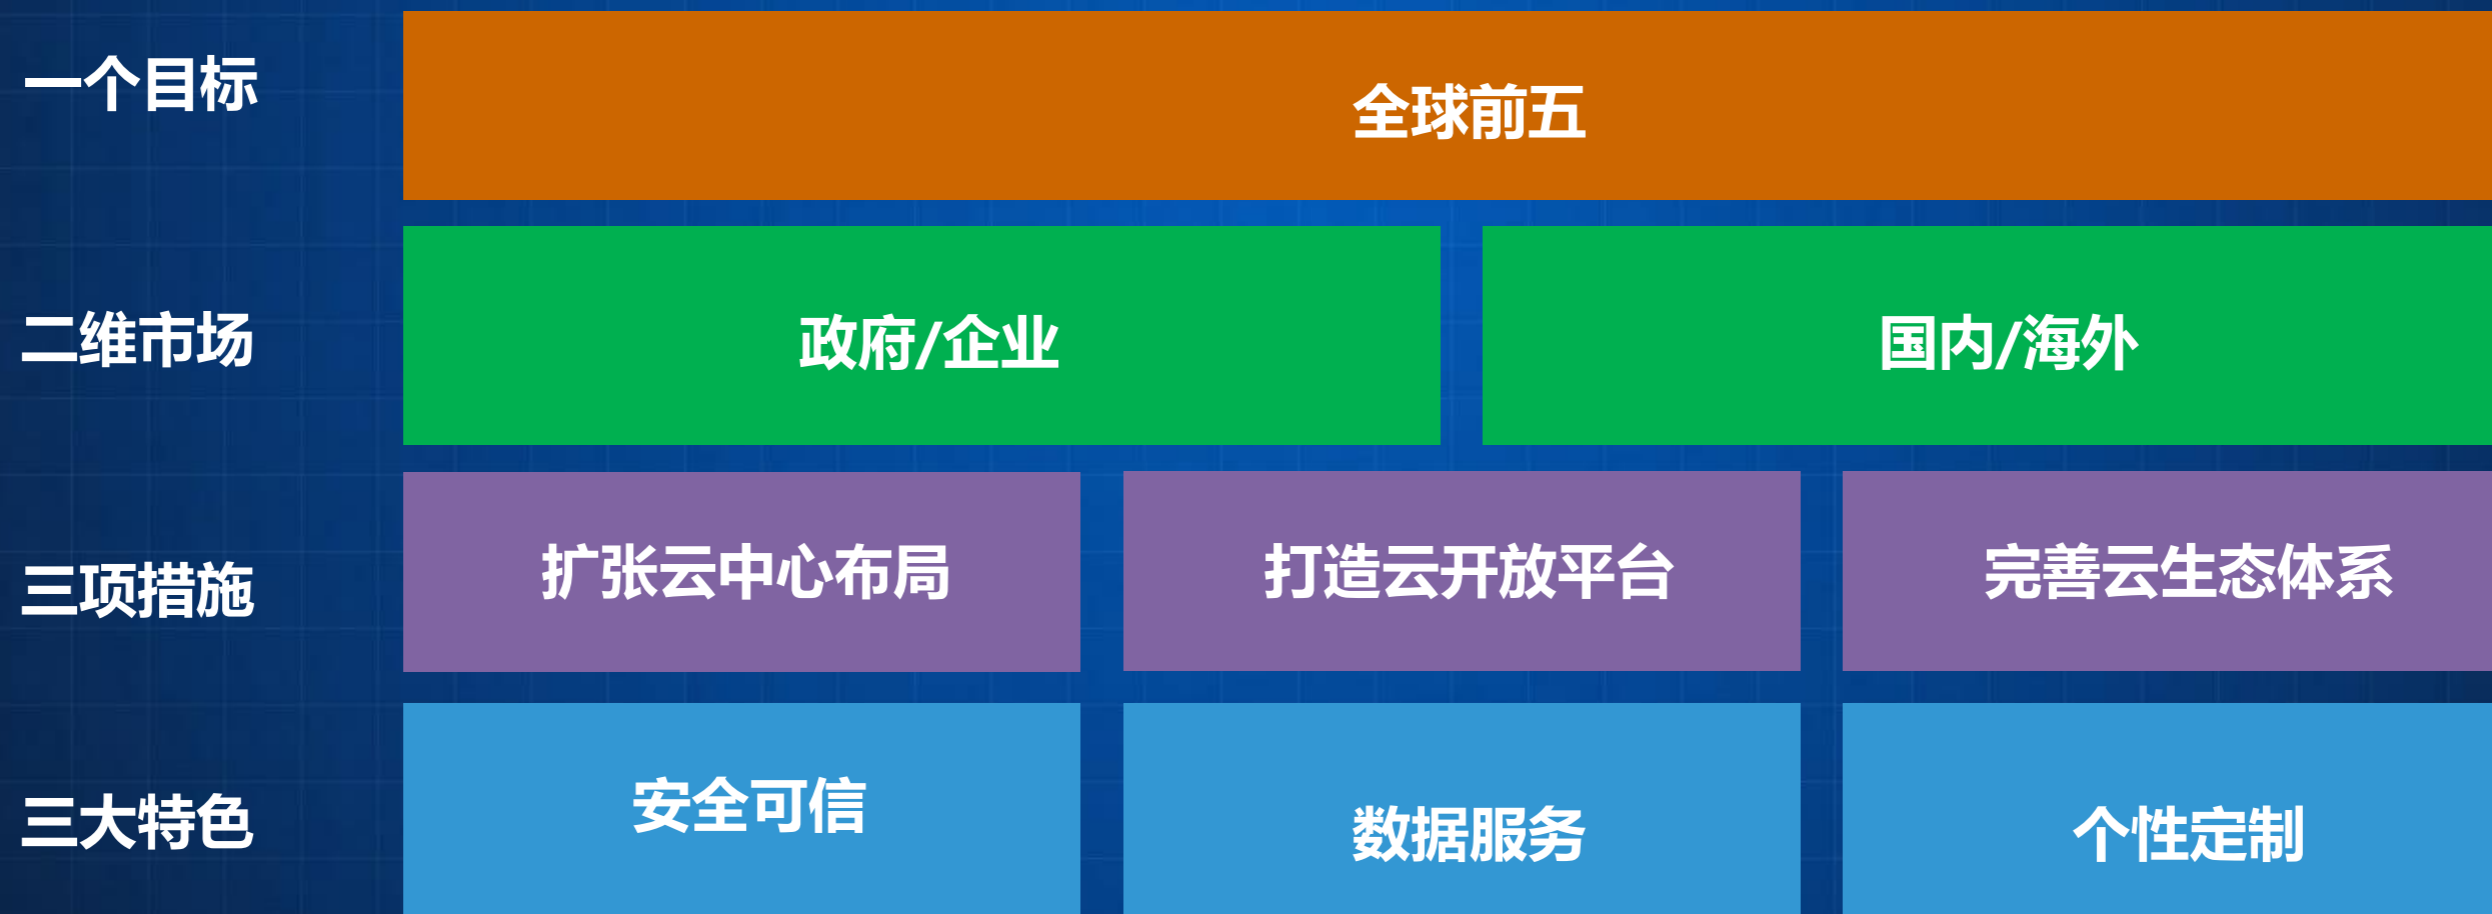 一个目标
全球前五
二维市场
政府/企业
国内/海外
三项措施
扩张云中心布局
打造云开放平台
完善云生态体系
三大特色
安全可信
数据服务
个性定制